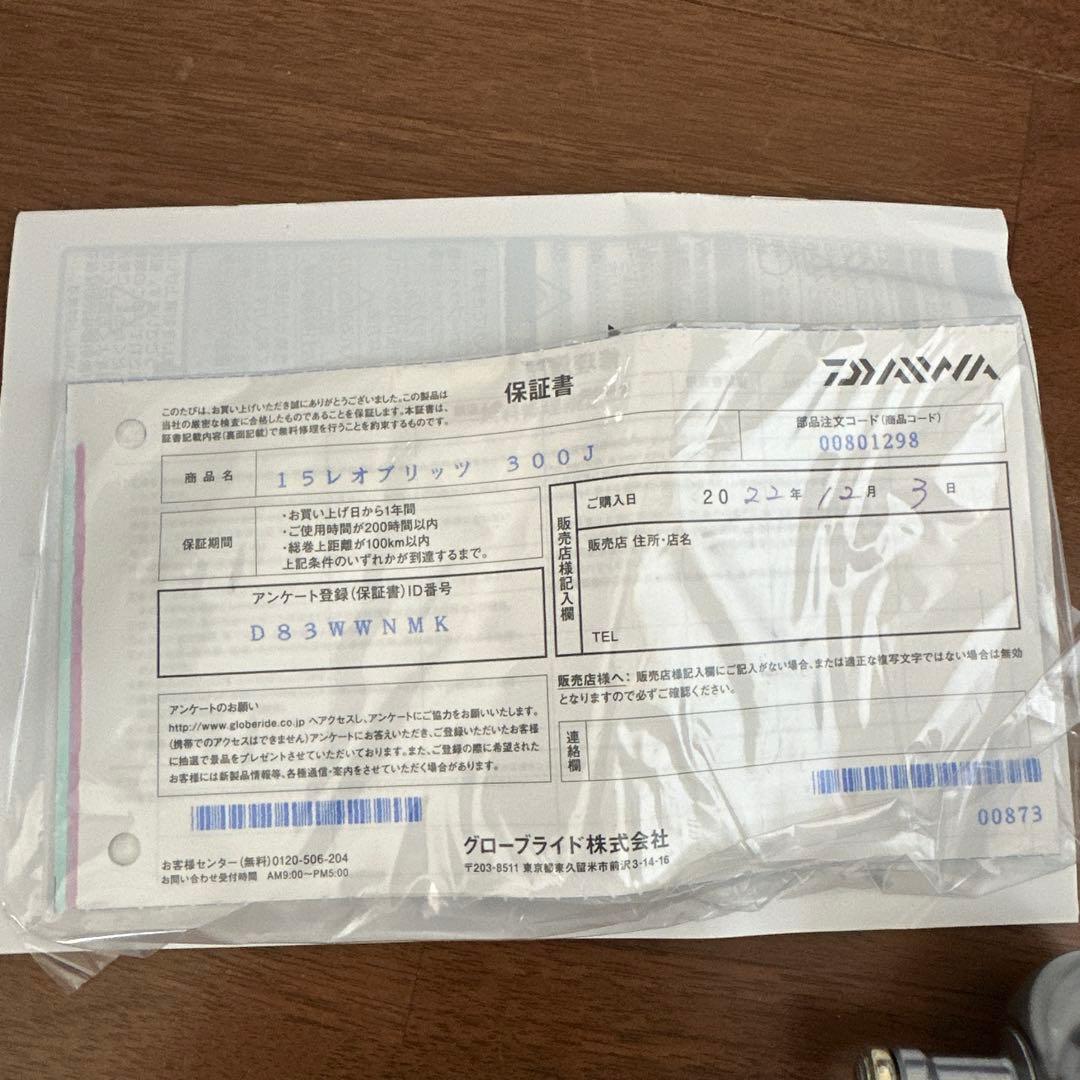 保証書
DAIWA
このたびは、お買い上げいただき誠にありがとうございました。この製品は
当社の厳密な検査に合格したものであることを保証します。本証書は、
証書記載内容(裏面記載)で無料修理を行うことを約束するものです。
部品注文コード(商品コード)
00801298
商品名
15レオブリッツ 300J
保証期間
・お買い上げ日から1年間
・ご使用時間が200時間以内
・総巻上距離が100km以内
上記条件のいずれかが到達するまで。
アンケート登録(保証書)ID番号
D83WWNMK
販売店様記入欄
ご購入日 2022年 12月 3日
販売店 住所・店名
TEL
販売店様へ:販売店様記入欄にご記入がない場合、または適正な複写文字ではない場合は無効
となりますので必ずご確認ください。
連絡欄
アンケートのお願い
http://www.globeride.co.jp へアクセスし、アンケートにご協力をお願いいたします。
(携帯でのアクセスはできません)アンケートにお答えいただき、ご登録いただいたお客様
に抽選で景品をプレゼントさせていただいております。また、ご登録の際に希望された
お客様には新製品情報等、各種通信・案内をさせていただく場合があります。
00873
お客様センター(無料)0120-506-204
お問い合わせ受付時間 AM9:00〜PM5:00
グローブライド株式会社
〒203-8511 東京都東久留米市前沢3-14-16